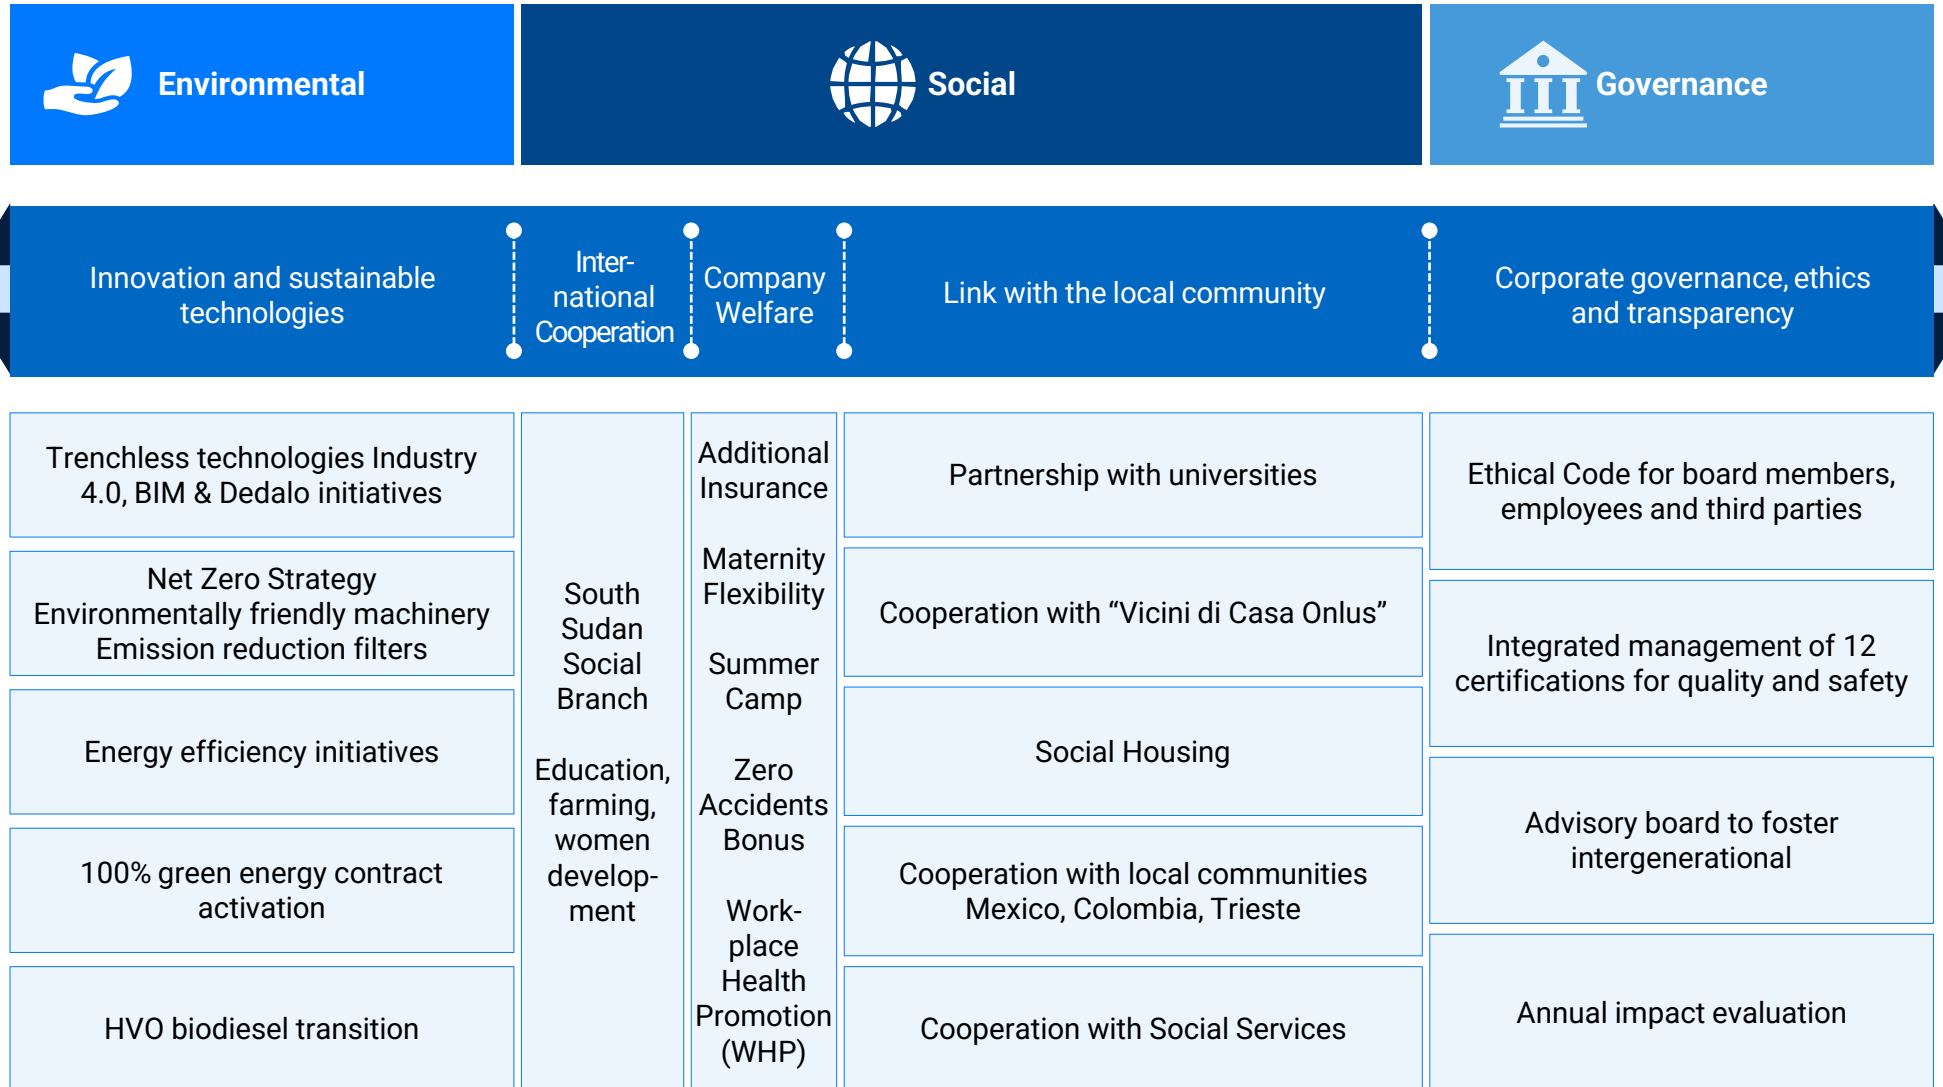 Environmental
Social
Governance
Innovation and sustainable
technologies
Inter-
national
Cooperation
Company
Welfare
Link with the local community
Corporate governance, ethics
and transparency
Trenchless technologies Industry
4.0, BIM & Dedalo initiatives
Net Zero Strategy
Environmentally friendly machinery
Emission reduction filters
Energy efficiency initiatives
100% green energy contract
activation
HVO biodiesel transition
South
Sudan
Social
Branch
Education,
farming,
women
develop-
ment
Additional
Insurance
Maternity
Flexibility
Summer
Camp
Zero
Accidents
Bonus
Work-
place
Health
Promotion
(WHP)
Partnership with universities
Cooperation with “Vicini di Casa Onlus”
Social Housing
Cooperation with local communities
Mexico, Colombia, Trieste
Cooperation with Social Services
Ethical Code for board members,
employees and third parties
Integrated management of 12
certifications for quality and safety
Advisory board to foster
intergenerational
Annual impact evaluation